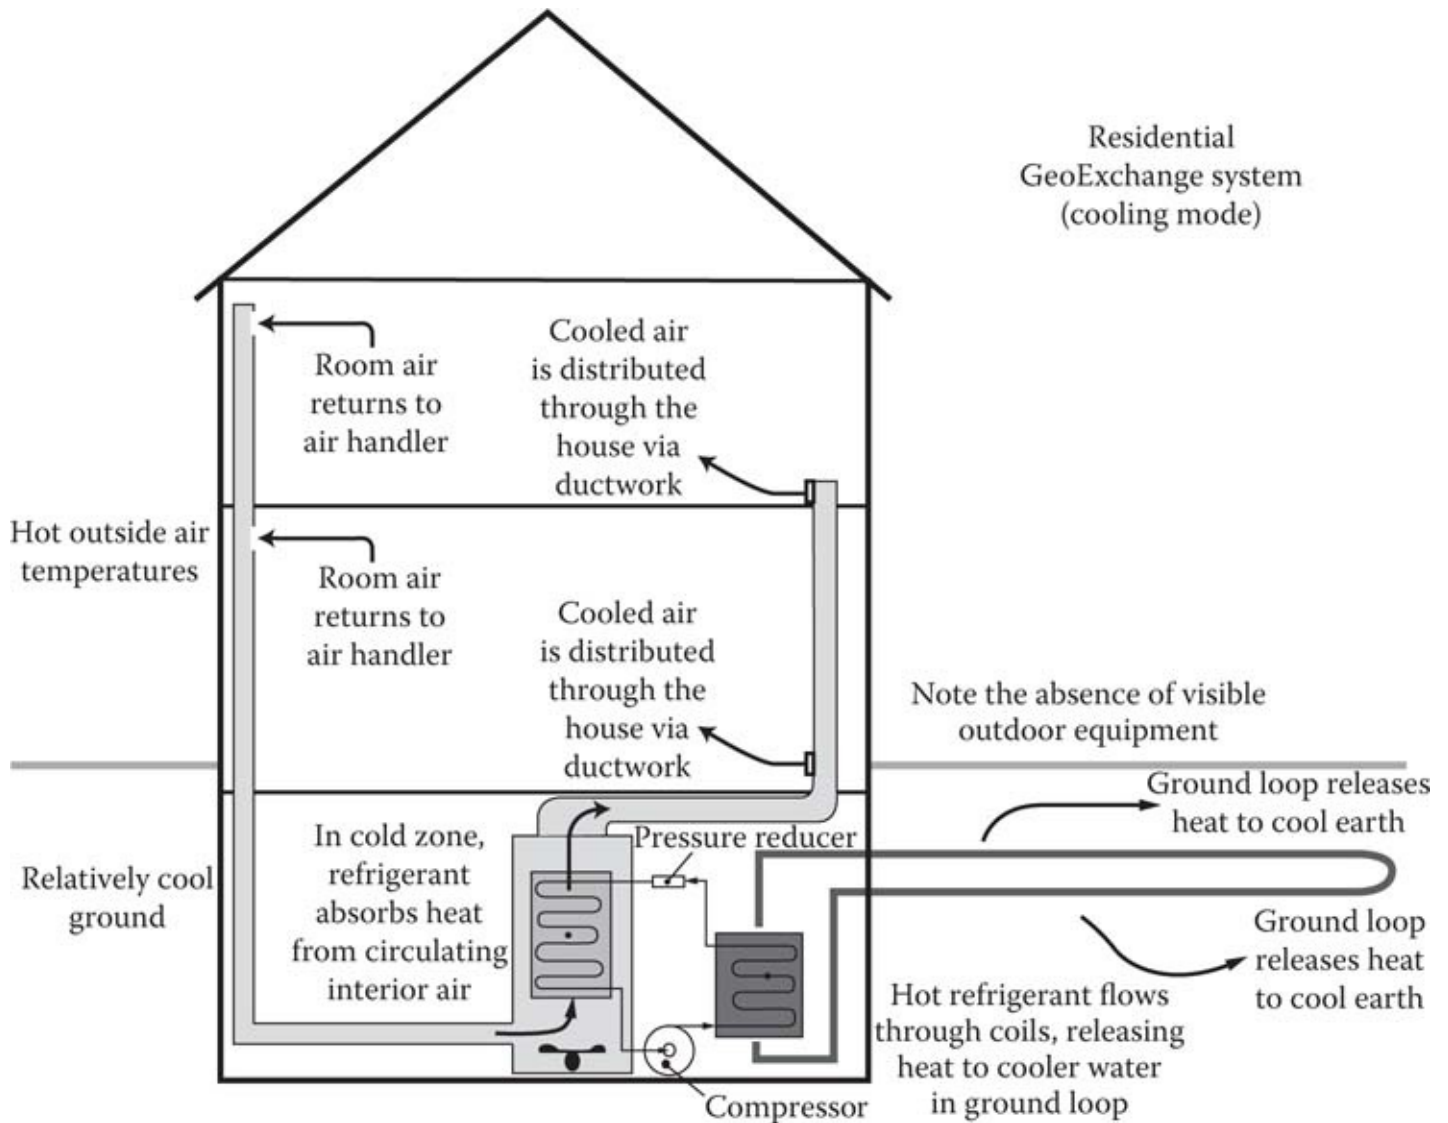 Residential
GeoExchange system
(cooling mode)
Room air
returns to
air handler
Cooled air
is distributed
through the
house via
ductwork
Hot outside air
temperatures
Room air
returns to
air handler
Cooled air
is distributed
through the
house via
ductwork
Note the absence of visible
outdoor equipment
Ground loop releases
heat to cool earth
In cold zone,
refrigerant
absorbs heat
from circulating
interior air
Pressure reducer
Relatively cool
ground
Ground loop
releases heat
to cool earth
Hot refrigerant flows
through coils, releasing
heat to cooler water
in ground loop
Compressor